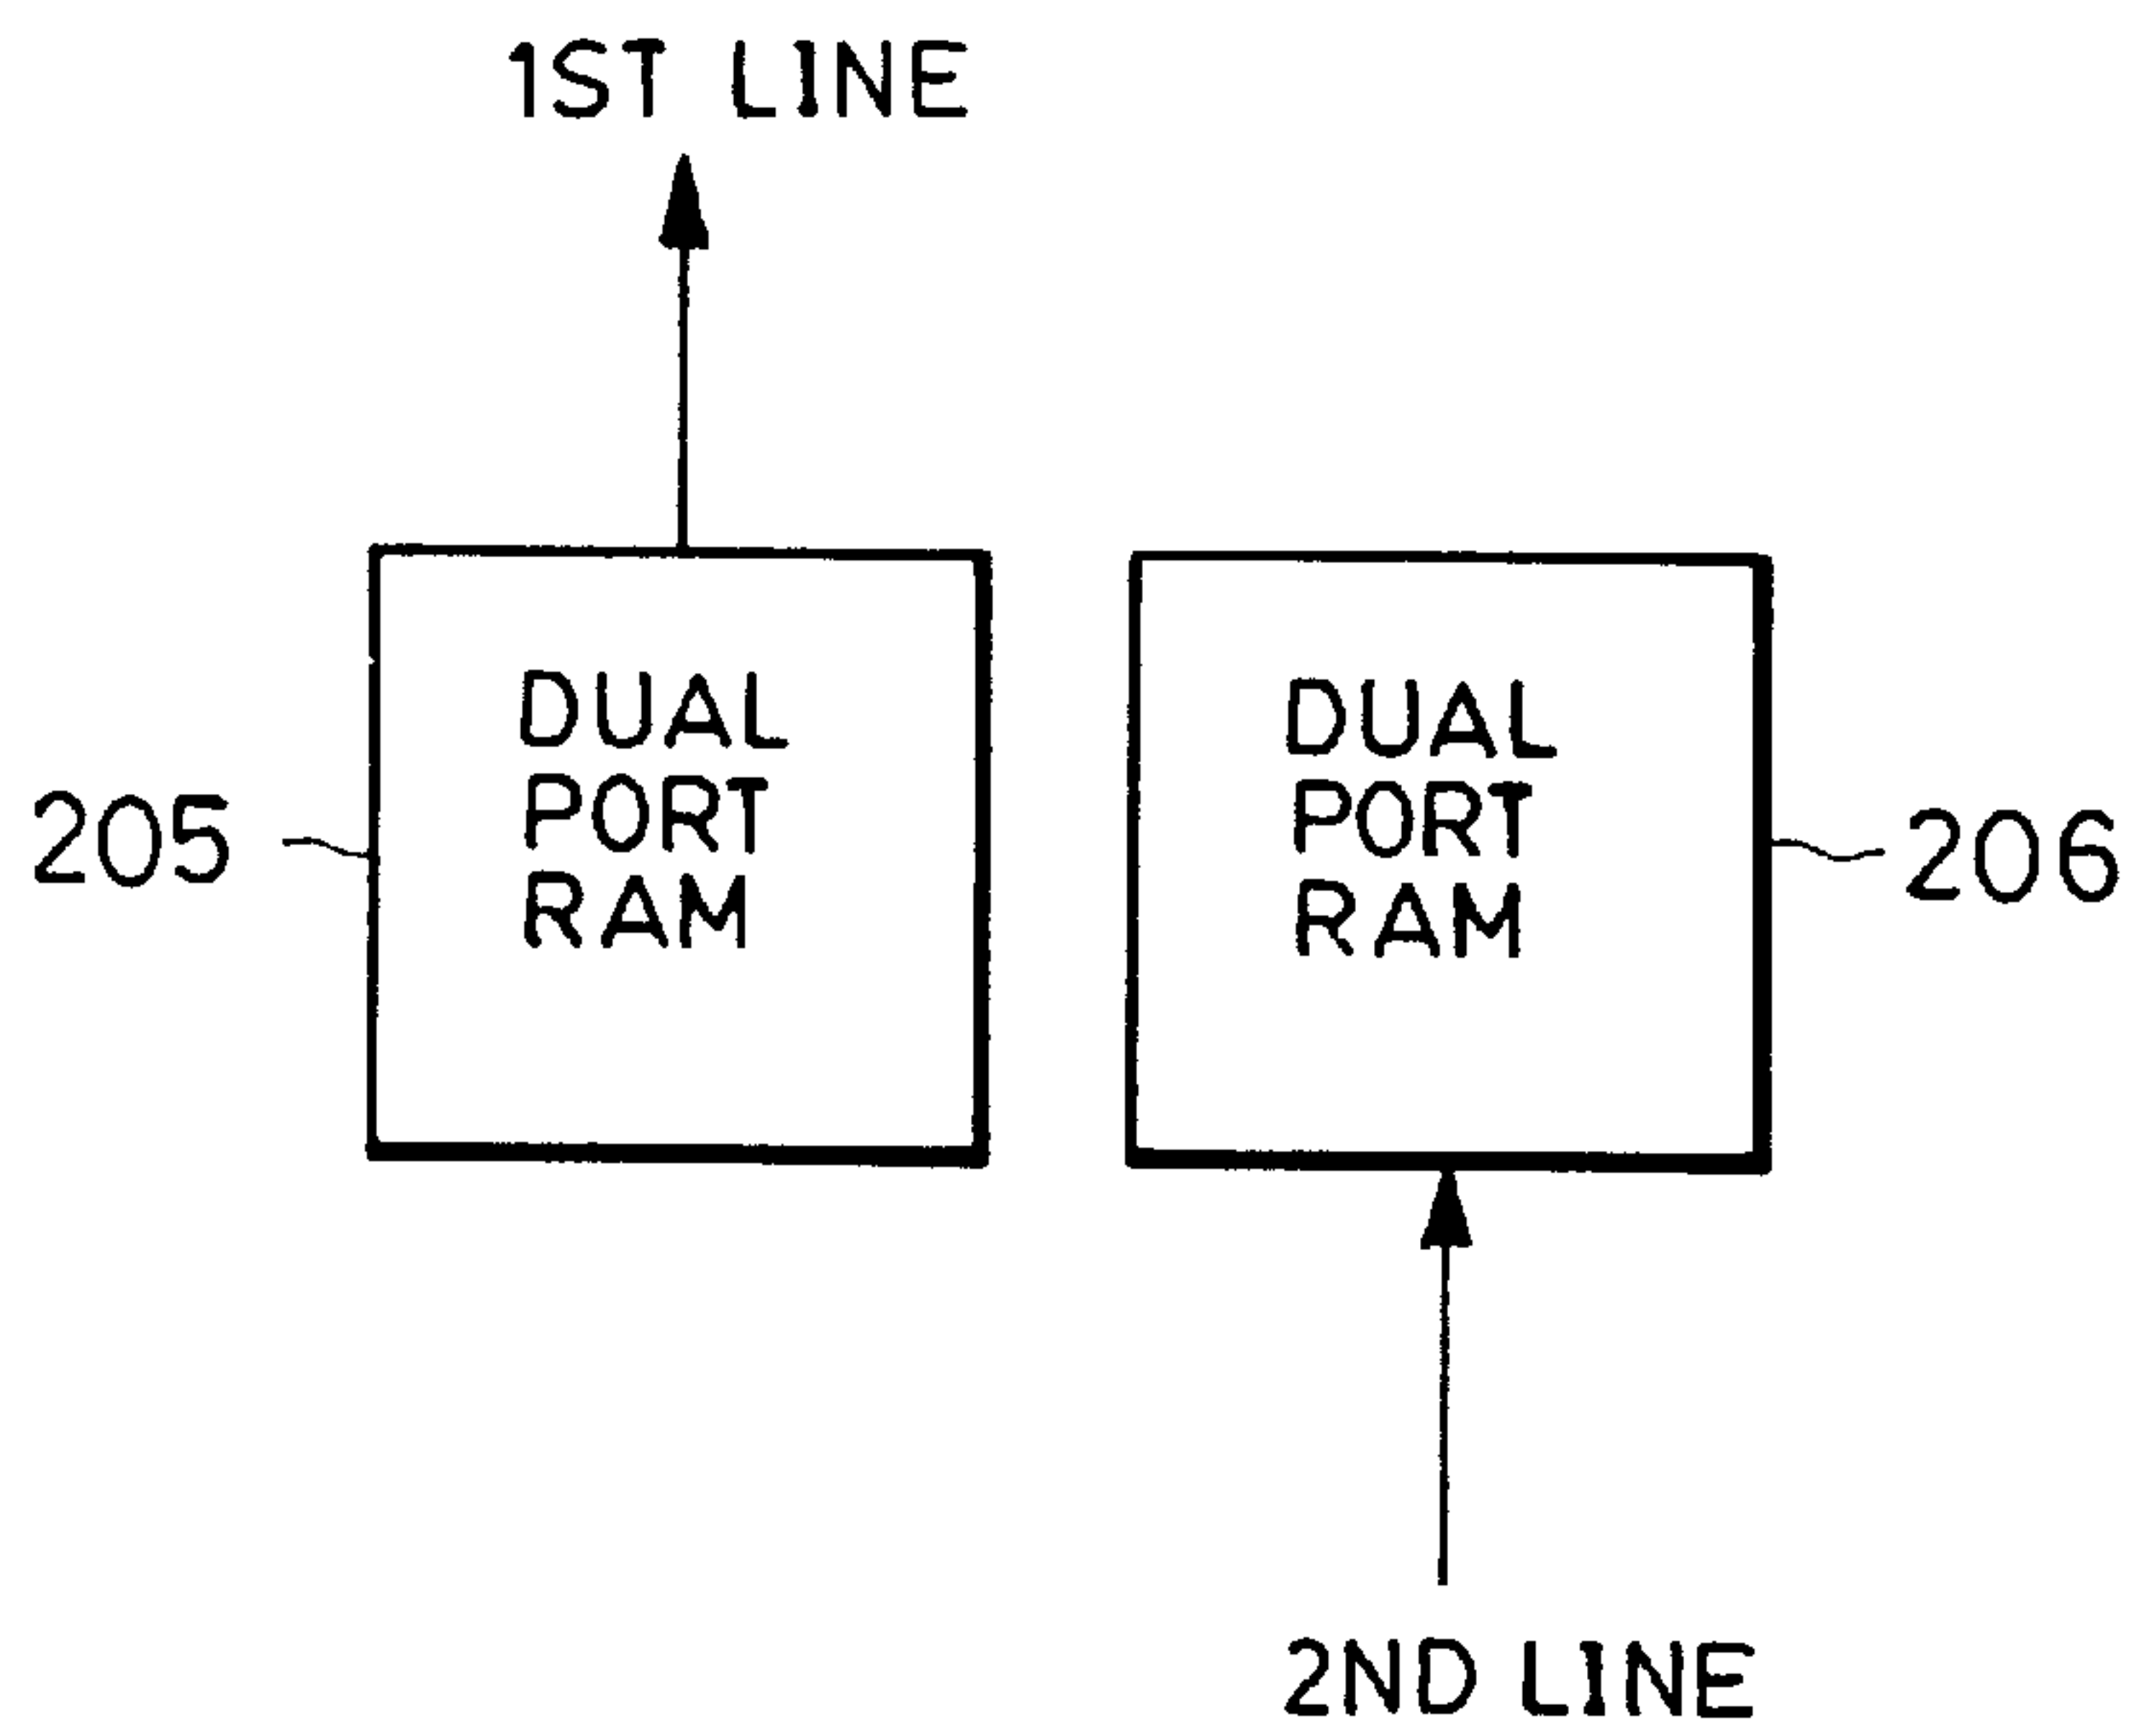 1ST LINE
205
DUAL
PORT
RAM
DUAL
PORT
RAM
206
2ND LINE